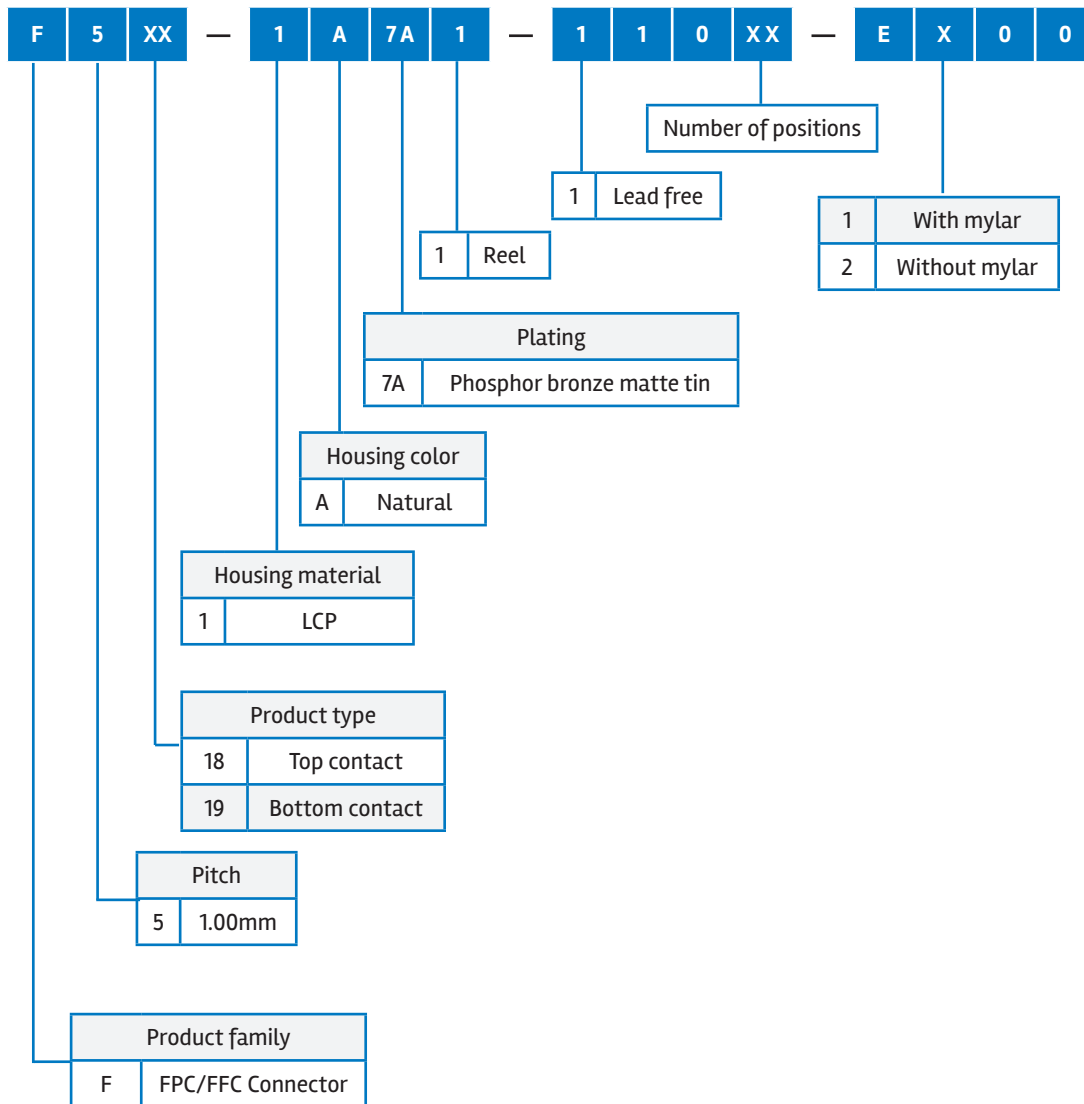 F 5 XX — 1 A 7A 1 — 1 1 0 XX — E X 0 0
Number of positions
1 Lead free
1 With mylar
2 Without mylar
1 Reel
Plating
7A Phosphor bronze matte tin
Housing color
A Natural
Housing material
1 LCP
Product type
18 Top contact
19 Bottom contact
Pitch
5 1.00mm
Product family
F FPC/FFC Connector